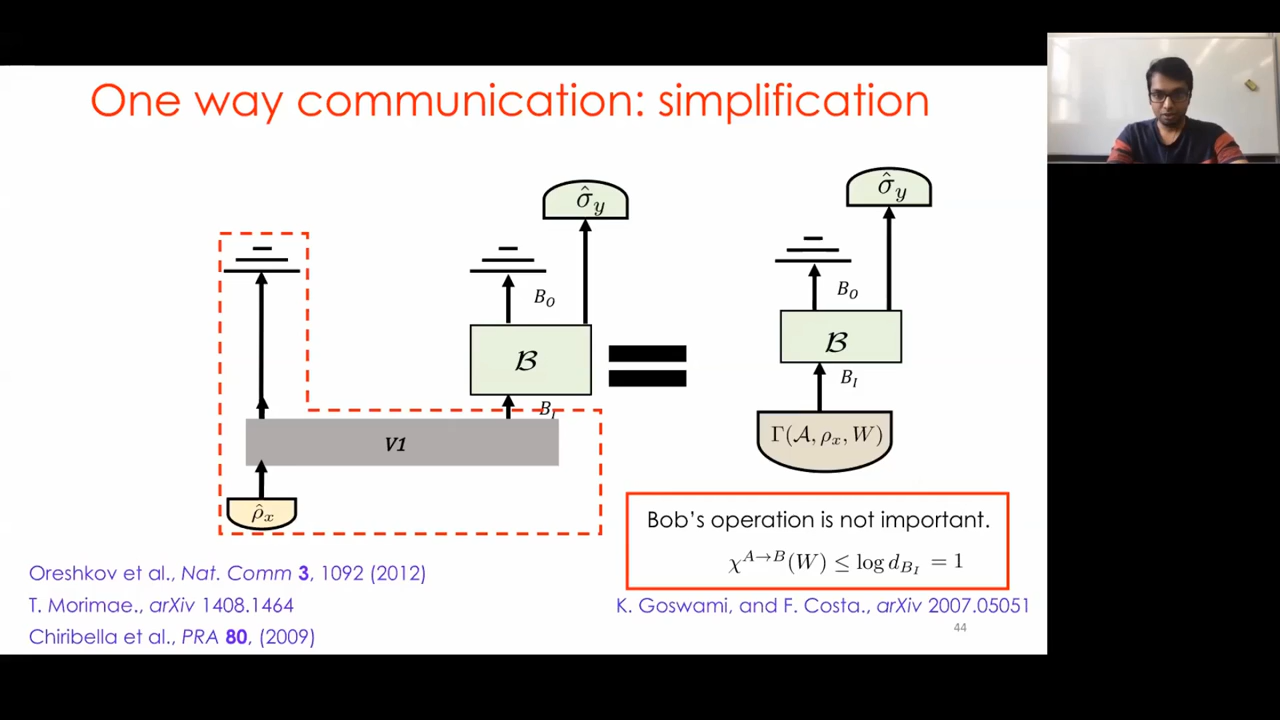 One way communication: simplification
σ̂_y
σ̂_y
B_O
B_O
ℬ
ℬ
B_I
B_I
V1
Γ(𝒜, ρ_x, W)
ρ̂_x
Bob's operation is not important.
χ^{A→B}(W) ≤ log d_{B_I} = 1
Oreshkov et al., Nat. Comm 3, 1092 (2012)
T. Morimae., arXiv 1408.1464
K. Goswami, and F. Costa., arXiv 2007.05051
Chiribella et al., PRA 80, (2009)
44